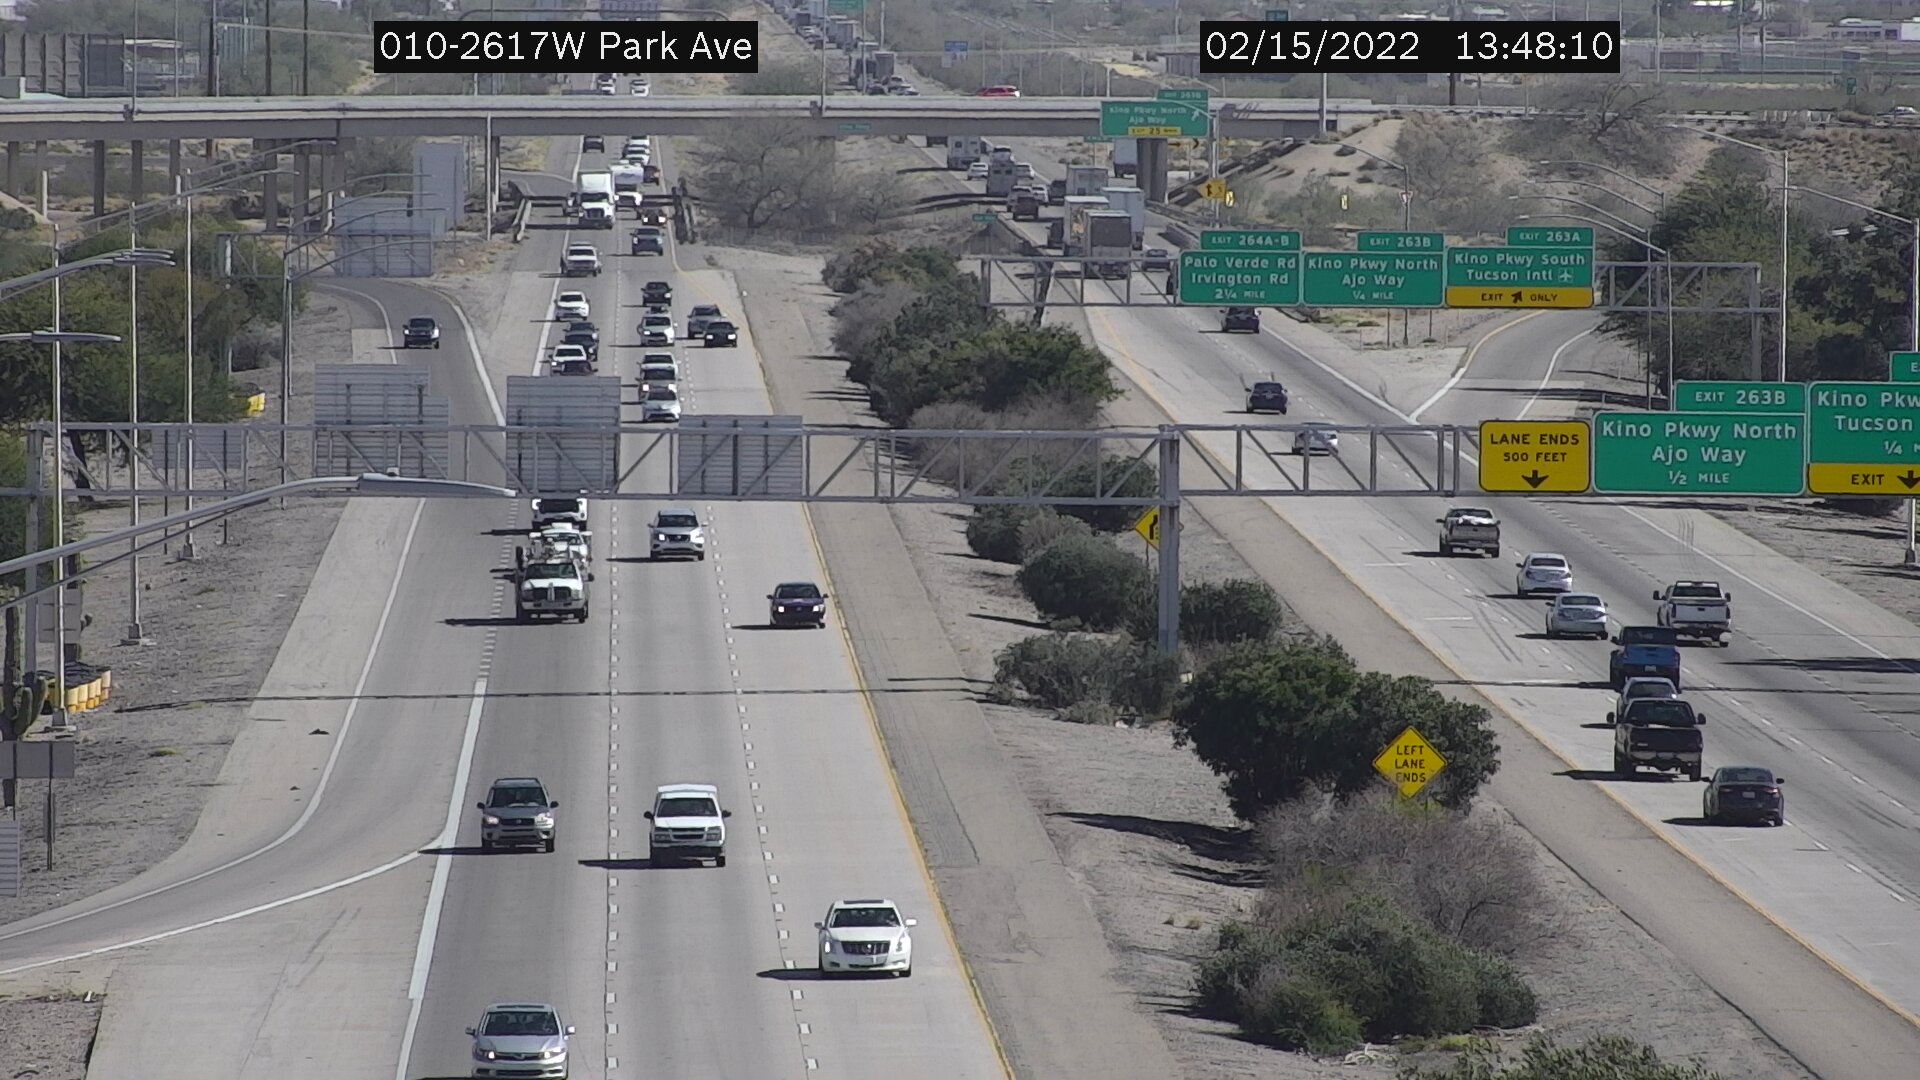 010-2617W Park Ave
02/15/2022 13:48:10
EXIT 263B
Kino Pkwy North
Ajo Way
EXIT 264A-B
Palo Verde Rd
Irvington Rd
2¼ MILE
EXIT 263B
Kino Pkwy North
Ajo Way
¼ MILE
EXIT 263A
Kino Pkwy South
Tucson Intl
EXIT ONLY
LANE ENDS
500 FEET
EXIT 263B
Kino Pkwy North
Ajo Way
½ MILE
Kino Pkw
Tucson
¼ M
EXIT
LEFT
LANE
ENDS